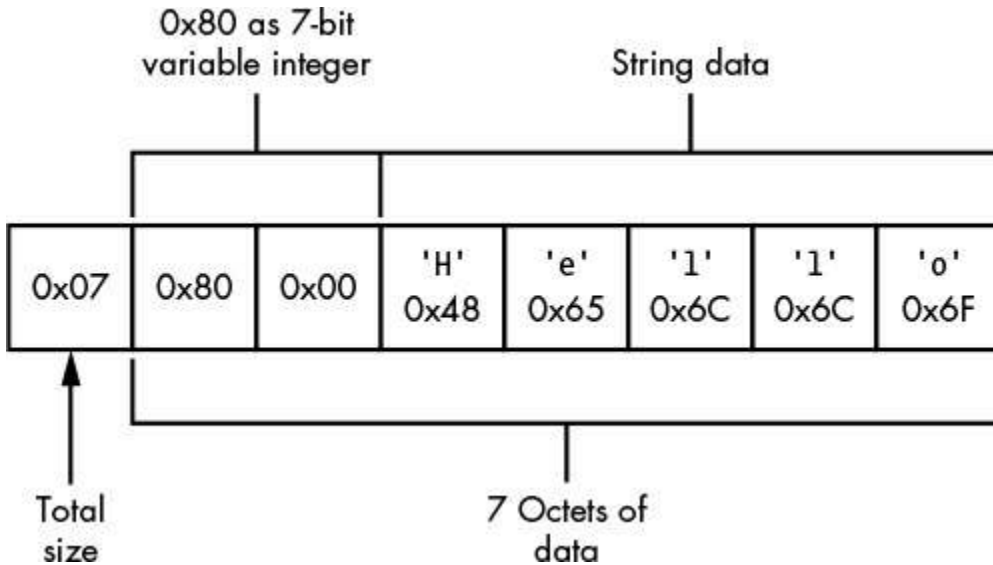 0x80 as 7-bit
variable integer
String data
0x07 0x80 0x00 'H' 0x48 'e' 0x65 'l' 0x6C 'l' 0x6C 'o' 0x6F
Total
size
7 Octets of
data